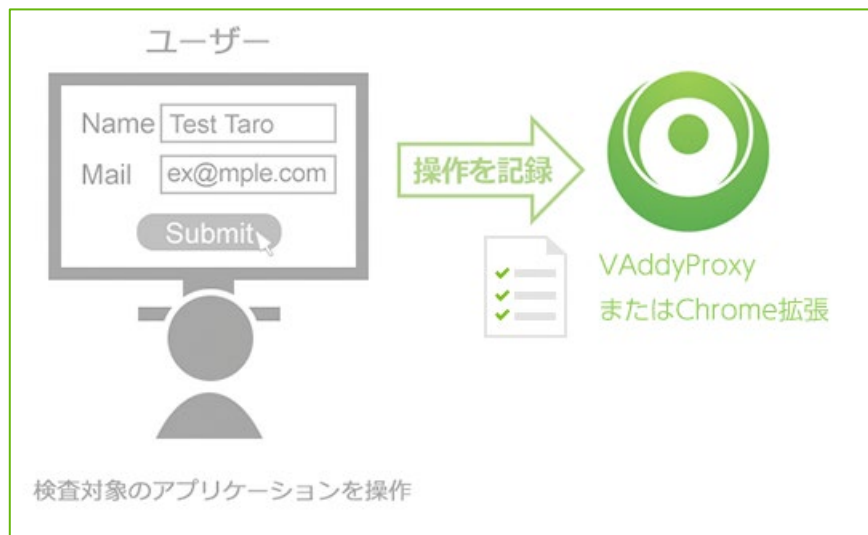 ユーザー
Name Test Taro
Mail ex@mple.com
Submit
操作を記録
VAddyProxy
またはChrome拡張
検査対象のアプリケーションを操作